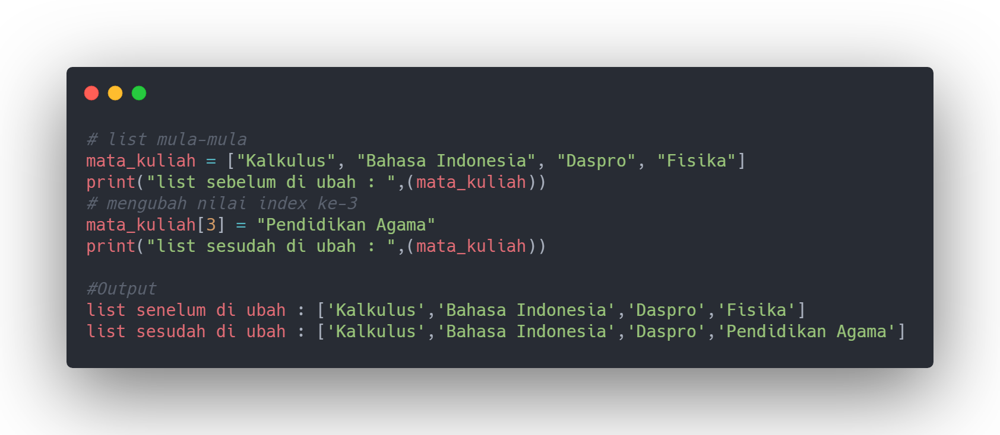 # list mula-mula
mata_kuliah = ["Kalkulus", "Bahasa Indonesia", "Daspro", "Fisika"]
print("list sebelum di ubah : ",(mata_kuliah))
# mengubah nilai index ke-3
mata_kuliah[3] = "Pendidikan Agama"
print("list sesudah di ubah : ",(mata_kuliah))
#Output
list senelum di ubah : ['Kalkulus','Bahasa Indonesia','Daspro','Fisika']
list sesudah di ubah : ['Kalkulus','Bahasa Indonesia','Daspro','Pendidikan Agama']